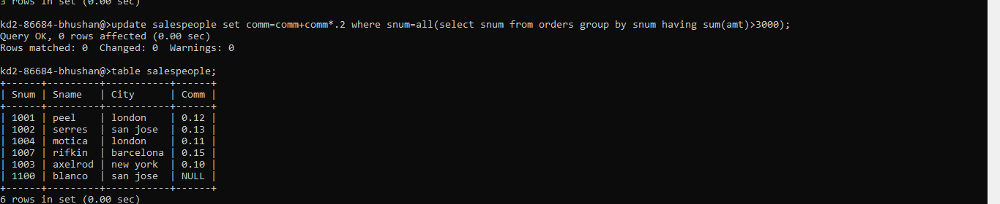 3 rows in set (0.00 sec)
kd2-86684-bhushan@>update salespeople set comm=comm+comm*.2 where snum=all(select snum from orders group by snum having sum(amt)>3000);
Query OK, 0 rows affected (0.00 sec)
Rows matched: 0  Changed: 0  Warnings: 0
kd2-86684-bhushan@>table salespeople;
+------+---------+-----------+------+
| Snum | Sname   | City      | Comm |
+------+---------+-----------+------+
| 1001 | peel    | london    | 0.12 |
| 1002 | serres  | san jose  | 0.13 |
| 1004 | motica  | london    | 0.11 |
| 1007 | rifkin  | barcelona | 0.15 |
| 1003 | axelrod | new york  | 0.10 |
| 1100 | blanco  | san jose  | NULL |
+------+---------+-----------+------+
6 rows in set (0.00 sec)